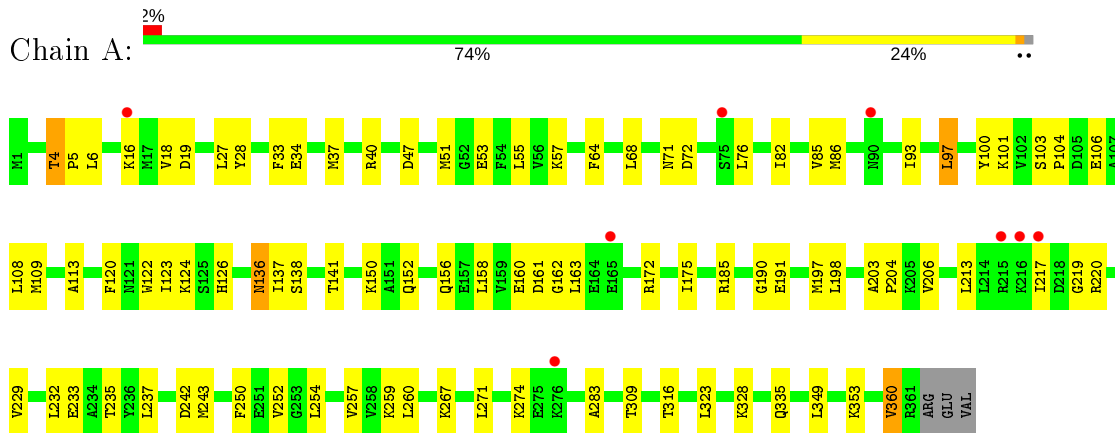 2%
Chain A:
74% 24% ..
M1 T4 P5 L6 K16 M17 V18 D19 L27 Y28 F33 E34 M37 R40 D47 M51 G52 E53 F54 L55 V56 K57 F64 L68 N71 D72 S75 L76 I82 V85 M86 N90 I93 L97 Y100 K101 V102 S103 P104 D105 E106 A107
L108 M109 A113 F120 N121 W122 I123 K124 S125 H126 N136 I137 S138 T141 K150 A151 Q152 Q156 E157 L158 V159 E160 D161 G162 L163 E164 E165 R172 I175 R185 G190 E191 M197 L198 A203 P204 K205 V206 L213 L214 R215 K216 I217 D218 G219 R220
V229 L232 E233 A234 T235 Y236 L237 D242 M243 F250 E251 V252 G253 L254 V257 V258 K259 L260 K267 L271 K274 E275 K276 A283 T309 T316 L323 K328 Q335 L349 K353 V360 R361 ARG GLU VAL